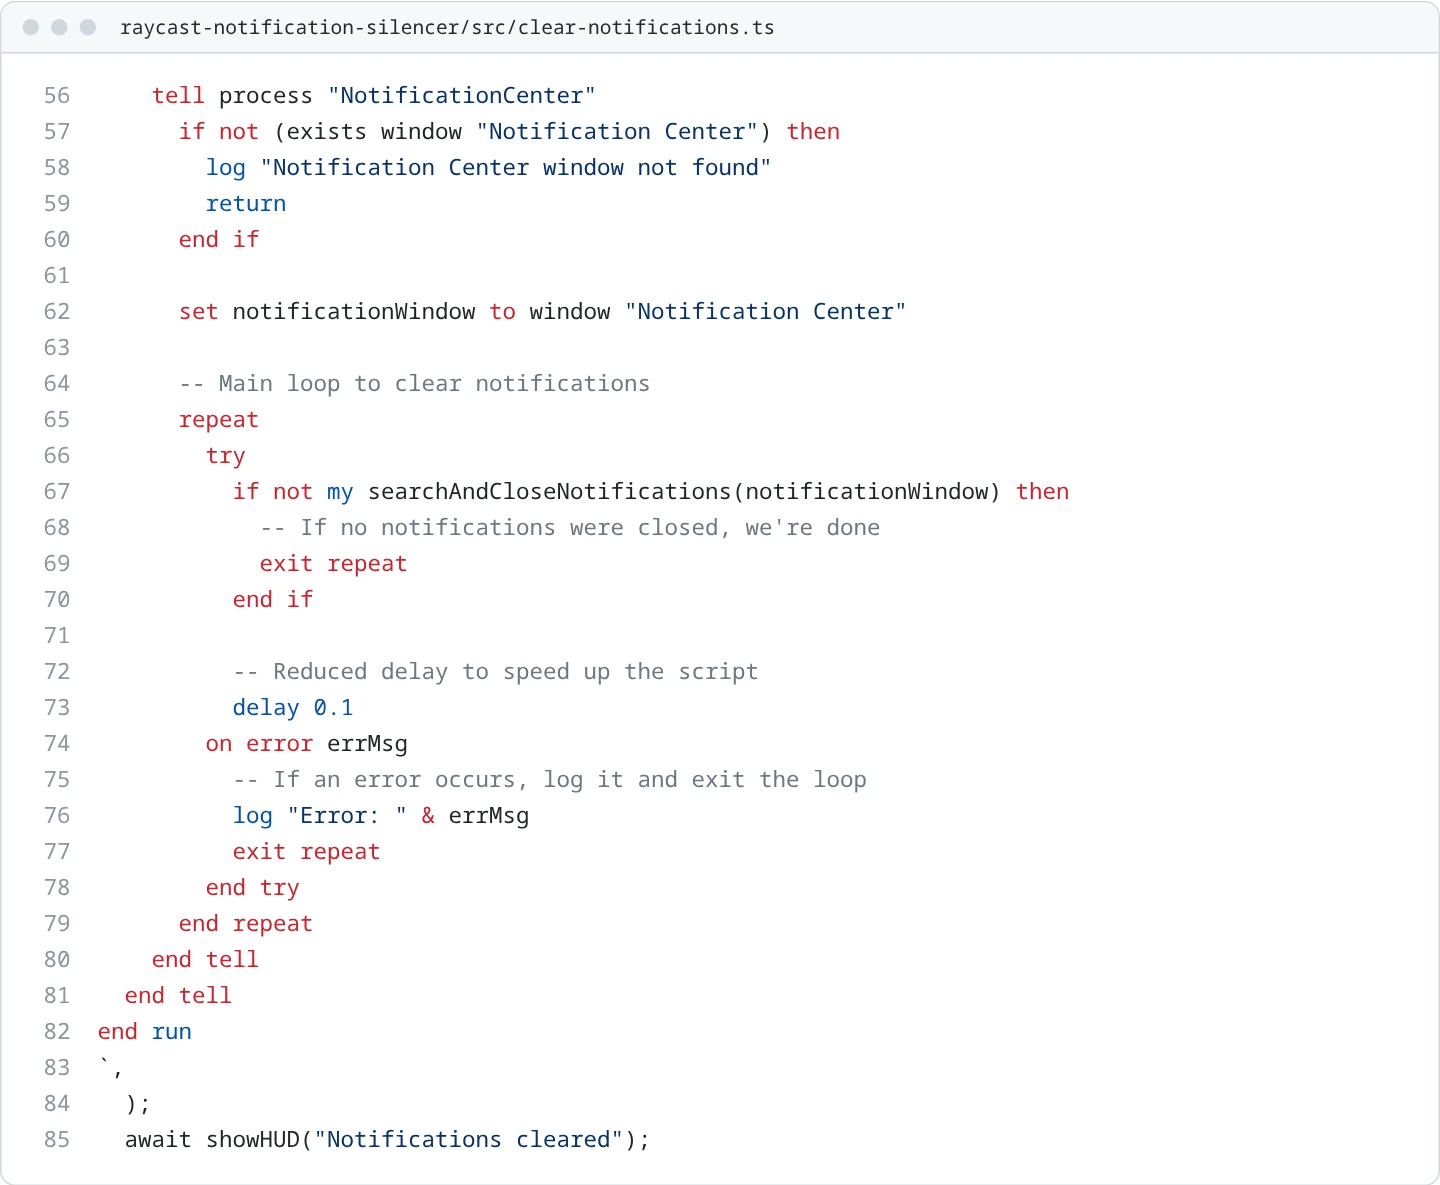 raycast-notification-silencer/src/clear-notifications.ts
56 tell process "NotificationCenter"
57 if not (exists window "Notification Center") then
58 log "Notification Center window not found"
59 return
60 end if
61
62 set notificationWindow to window "Notification Center"
63
64 -- Main loop to clear notifications
65 repeat
66 try
67 if not my searchAndCloseNotifications(notificationWindow) then
68 -- If no notifications were closed, we're done
69 exit repeat
70 end if
71
72 -- Reduced delay to speed up the script
73 delay 0.1
74 on error errMsg
75 -- If an error occurs, log it and exit the loop
76 log "Error: " & errMsg
77 exit repeat
78 end try
79 end repeat
80 end tell
81 end tell
82 end run
83 `,
84 );
85 await showHUD("Notifications cleared");